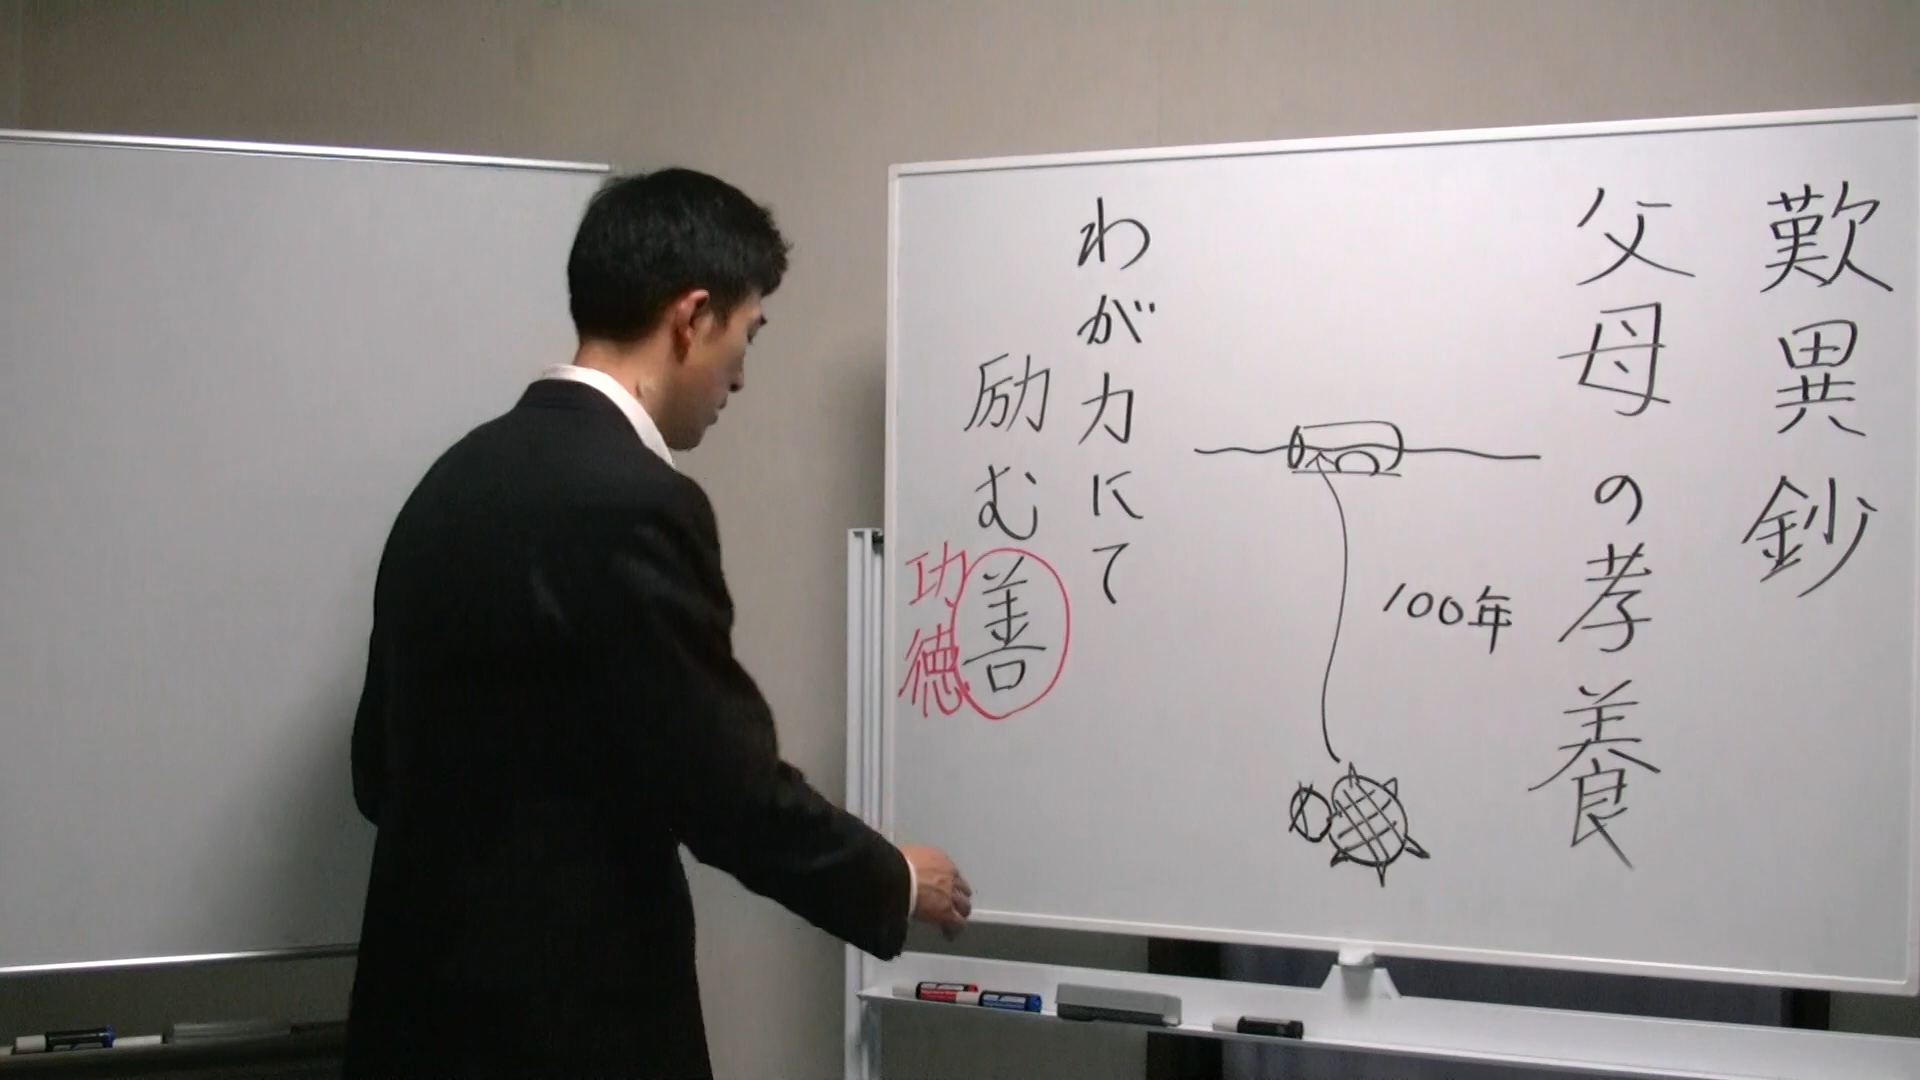 歎異鈔
父母の孝養
100年
わが力にて
励む善
功徳